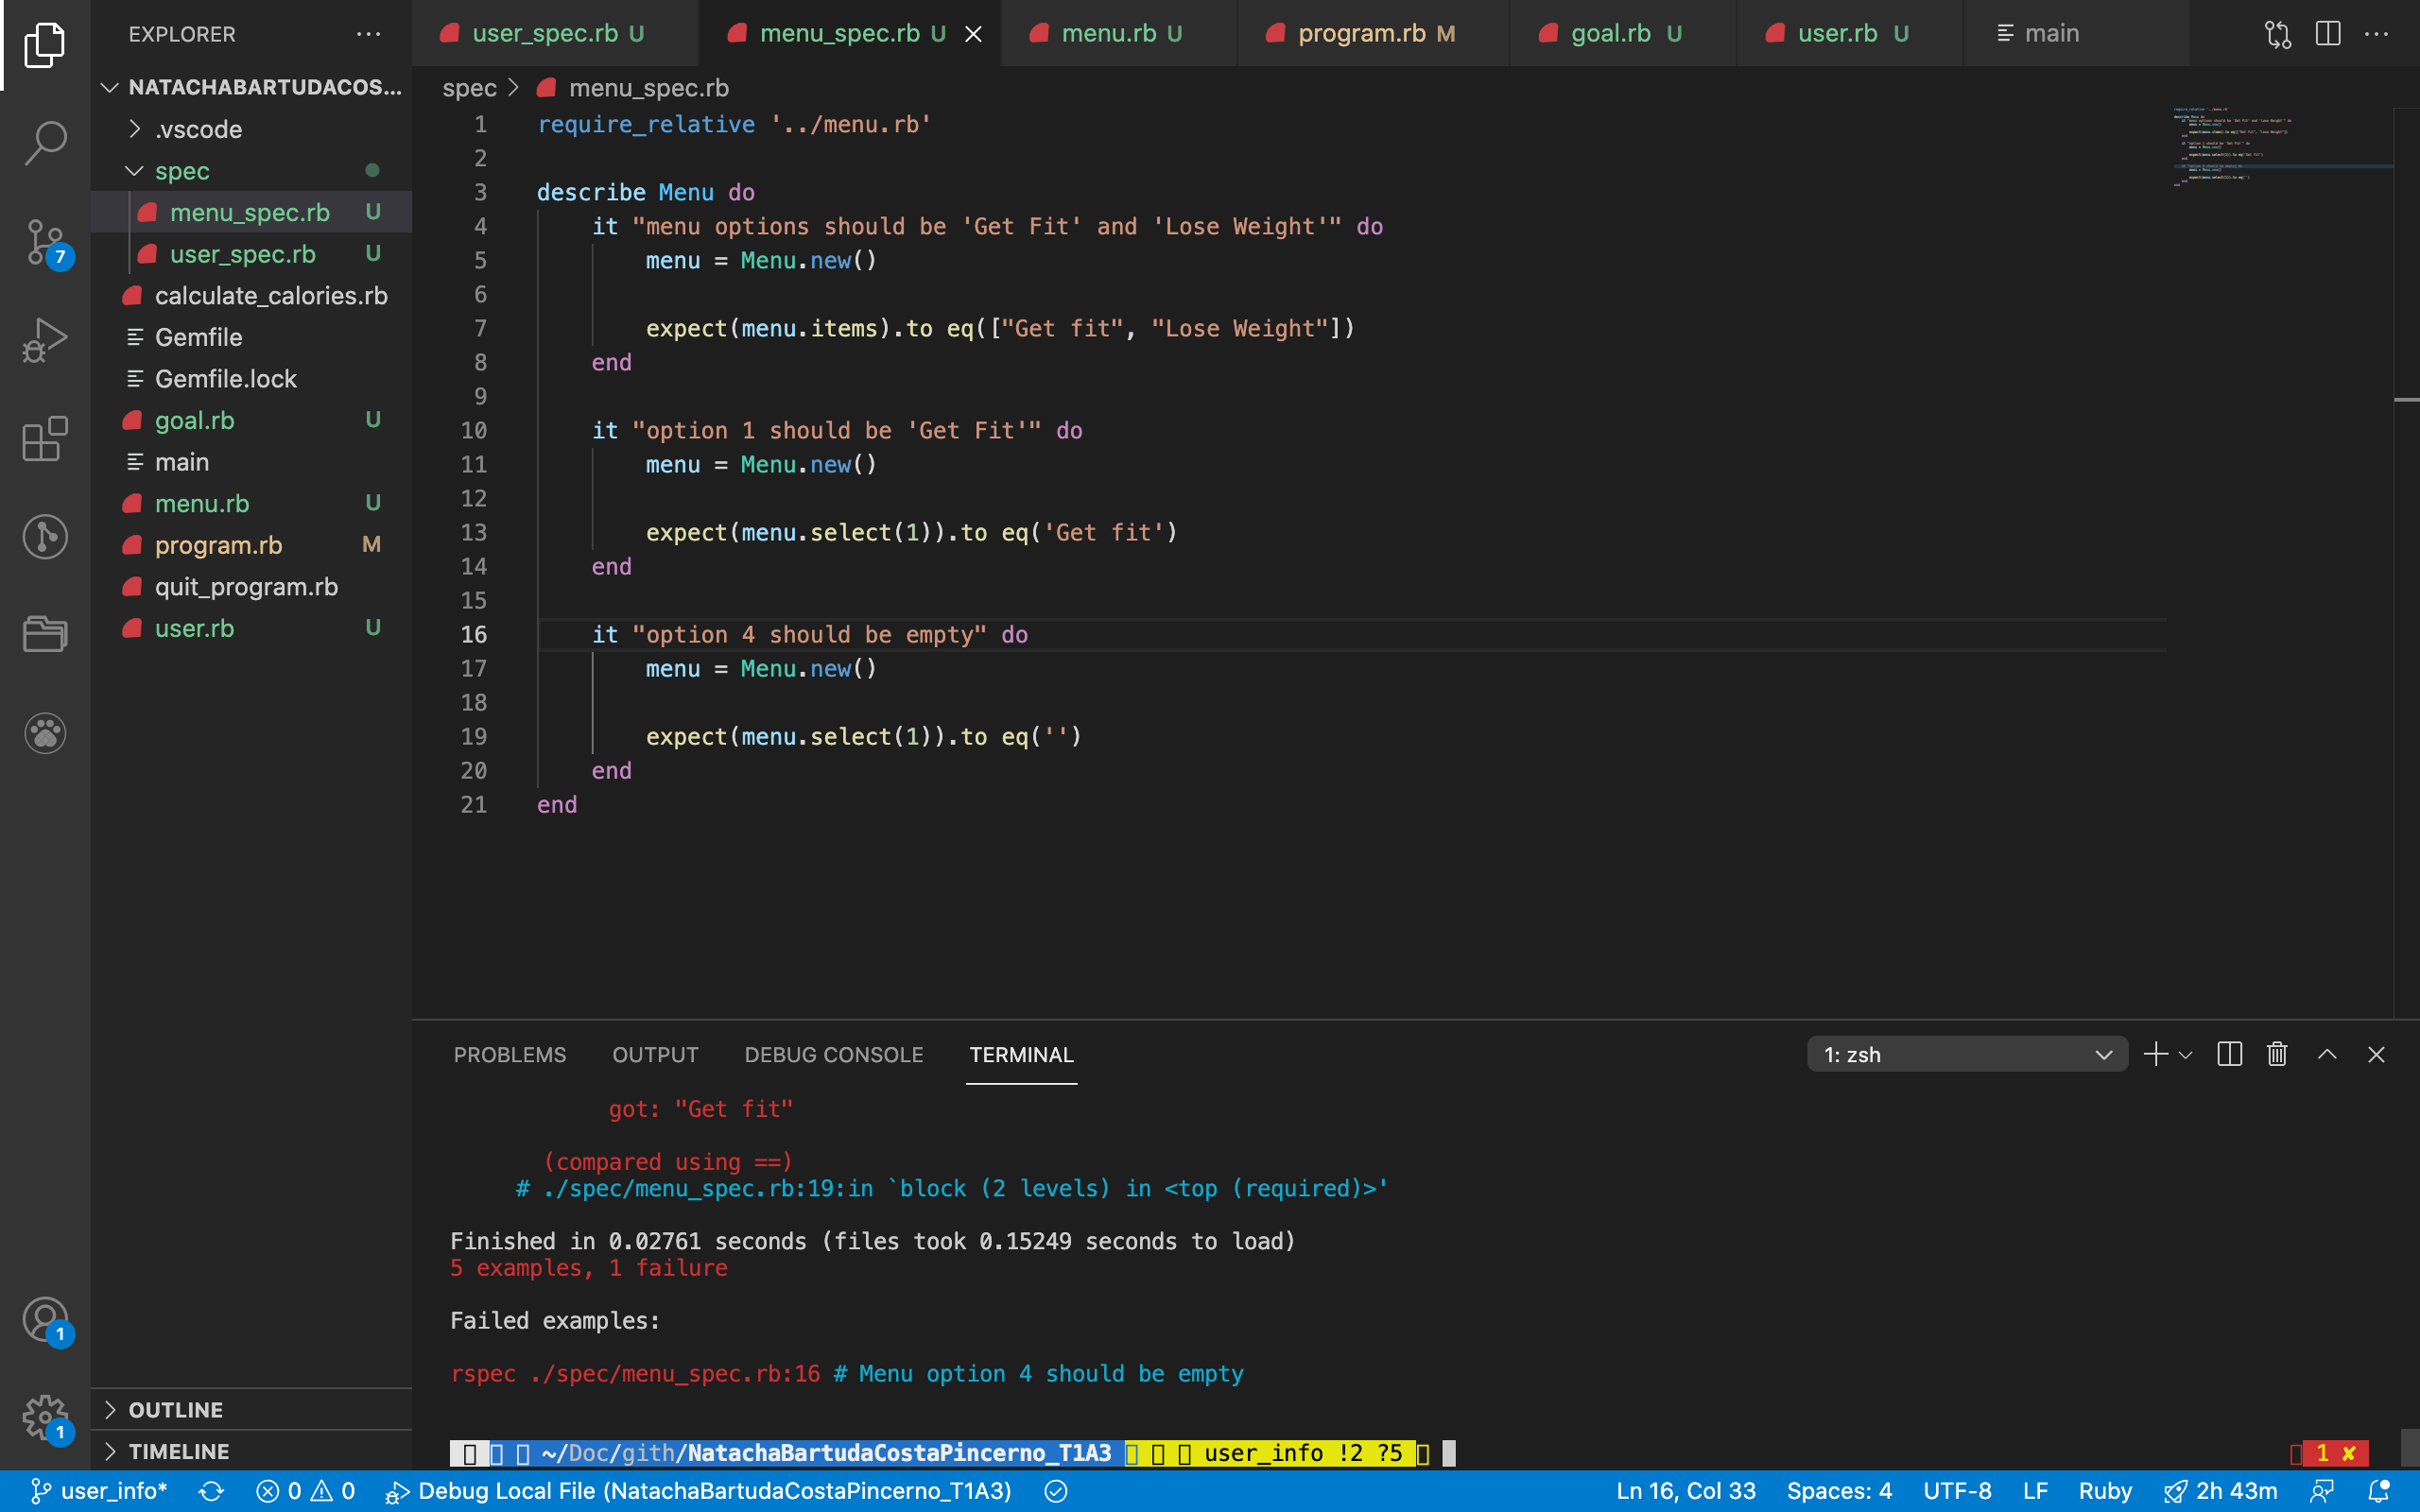 EXPLORER
NATACHABARTUDACOS...
.vscode
spec
menu_spec.rb U
user_spec.rb U
calculate_calories.rb
Gemfile
Gemfile.lock
goal.rb U
main
menu.rb U
program.rb M
quit_program.rb
user.rb U
OUTLINE
TIMELINE
7
1
1
user_spec.rb U
menu_spec.rb U
menu.rb U
program.rb M
goal.rb U
user.rb U
main
spec > menu_spec.rb
1 require_relative '../menu.rb'
2
3 describe Menu do
4 it "menu options should be 'Get Fit' and 'Lose Weight'" do
5 menu = Menu.new()
6
7 expect(menu.items).to eq(["Get fit", "Lose Weight"])
8 end
9
10 it "option 1 should be 'Get Fit'" do
11 menu = Menu.new()
12
13 expect(menu.select(1)).to eq('Get fit')
14 end
15
16 it "option 4 should be empty" do
17 menu = Menu.new()
18
19 expect(menu.select(1)).to eq('')
20 end
21 end
PROBLEMS OUTPUT DEBUG CONSOLE TERMINAL
1: zsh
got: "Get fit"
(compared using ==)
# ./spec/menu_spec.rb:19:in `block (2 levels) in <top (required)>'
Finished in 0.02761 seconds (files took 0.15249 seconds to load)
5 examples, 1 failure
Failed examples:
rspec ./spec/menu_spec.rb:16 # Menu option 4 should be empty
~/Doc/gith/NatachaBartudaCostaPincerno_T1A3 user_info !2 ?5
1 ✘
user_info* 0 0 Debug Local File (NatachaBartudaCostaPincerno_T1A3)
Ln 16, Col 33 Spaces: 4 UTF-8 LF Ruby 2h 43m